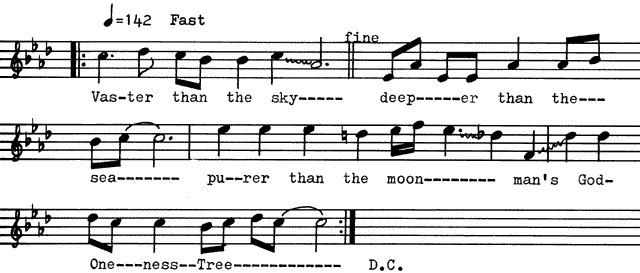 ♩=142 Fast
fine
Vas-ter than the sky----- deep-----er than the---
sea------- pu--rer than the moon-------- man's God-
One---ness--Tree------------ D.C.